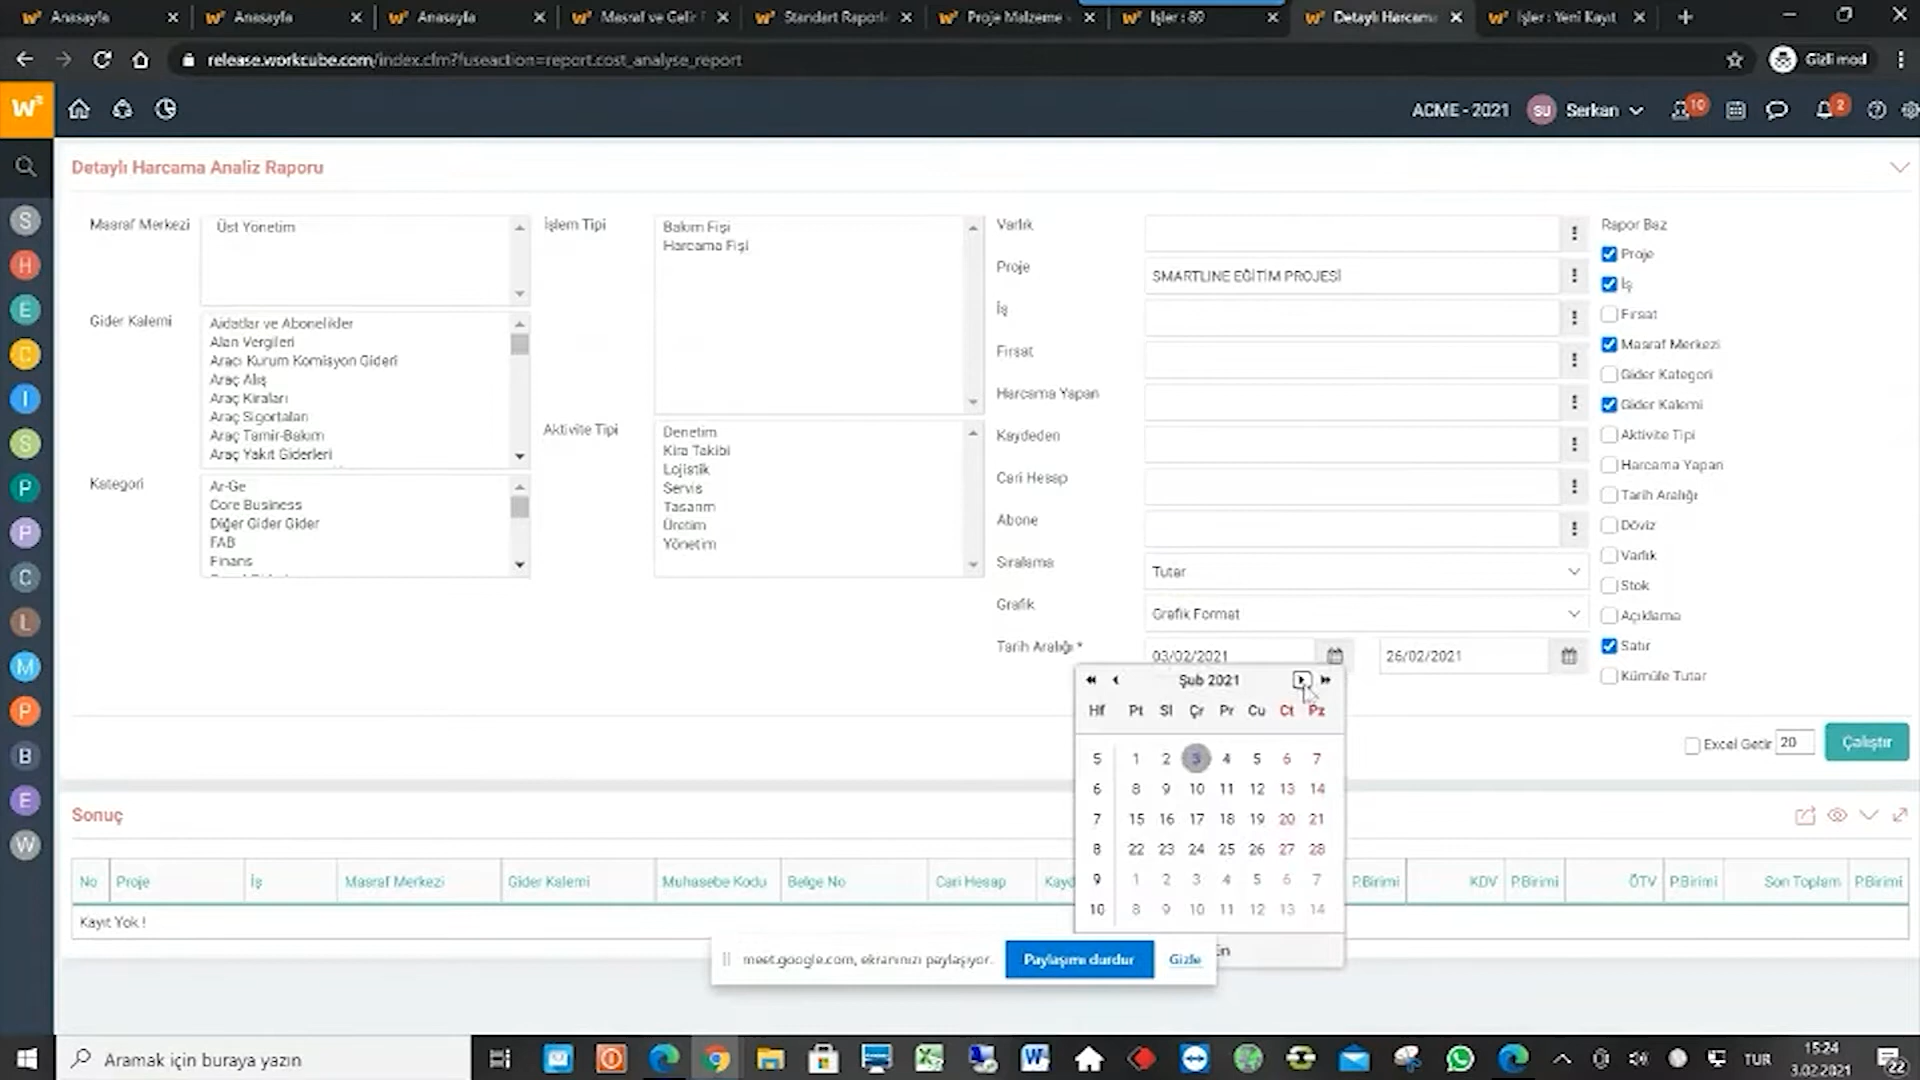 Anasayfa
Anasayfa
Anasayfa
Masraf ve Gelir
Standart Raporl
Proje Malzeme
İşler : 89
Detaylı Harcama
İşler : Yeni Kayıt
release.workcube.com/index.cfm?fuseaction=report.cost_analyse_report
Gizli mod
W³
ACME - 2021
SU
Serkan
10
2
S
H
E
C
I
S
P
P
C
L
M
P
B
E
W
Detaylı Harcama Analiz Raporu
Masraf Merkezi
Üst Yönetim
Gider Kalemi
Aidatlar ve Abonelikler
Alan Vergileri
Aracı Kurum Komisyon Gideri
Araç Alış
Araç Kiraları
Araç Sigortaları
Araç Tamir-Bakım
Araç Yakıt Giderleri
Kategori
Ar-Ge
Core Business
Diğer Gider Gider
FAB
Finans
İşlem Tipi
Bakım Fişi
Harcama Fişi
Aktivite Tipi
Denetim
Kira Takibi
Lojistik
Servis
Tasarım
Üretim
Yönetim
Varlık
Proje
SMARTLINE EĞİTİM PROJESİ
İş
Fırsat
Harcama Yapan
Kaydeden
Cari Hesap
Abone
Sıralama
Tutar
Grafik
Grafik Format
Tarih Aralığı *
03/02/2021
26/02/2021
Rapor Baz
Proje
İş
Fırsat
Masraf Merkezi
Gider Kategori
Gider Kalemi
Aktivite Tipi
Harcama Yapan
Tarih Aralığı
Döviz
Varlık
Stok
Açıklama
Satır
Kümüle Tutar
Şub 2021
Hf Pt Sl Çr Pr Cu Ct Pz
5 1 2 3 4 5 6 7
6 8 9 10 11 12 13 14
7 15 16 17 18 19 20 21
8 22 23 24 25 26 27 28
9 1 2 3 4 5 6 7
10 8 9 10 11 12 13 14
Excel Getir
20
Çalıştır
Sonuç
No Proje İş Masraf Merkezi Gider Kalemi Muhasebe Kodu Belge No Cari Hesap Kayd P.Birimi KDV P.Birimi ÖTV P.Birimi Son Toplam P.Birimi
Kayıt Yok !
meet.google.com, ekranınızı paylaşıyor.
Paylaşımı durdur
Gizle
Aramak için buraya yazın
TUR
15:24
3.02.2021
22